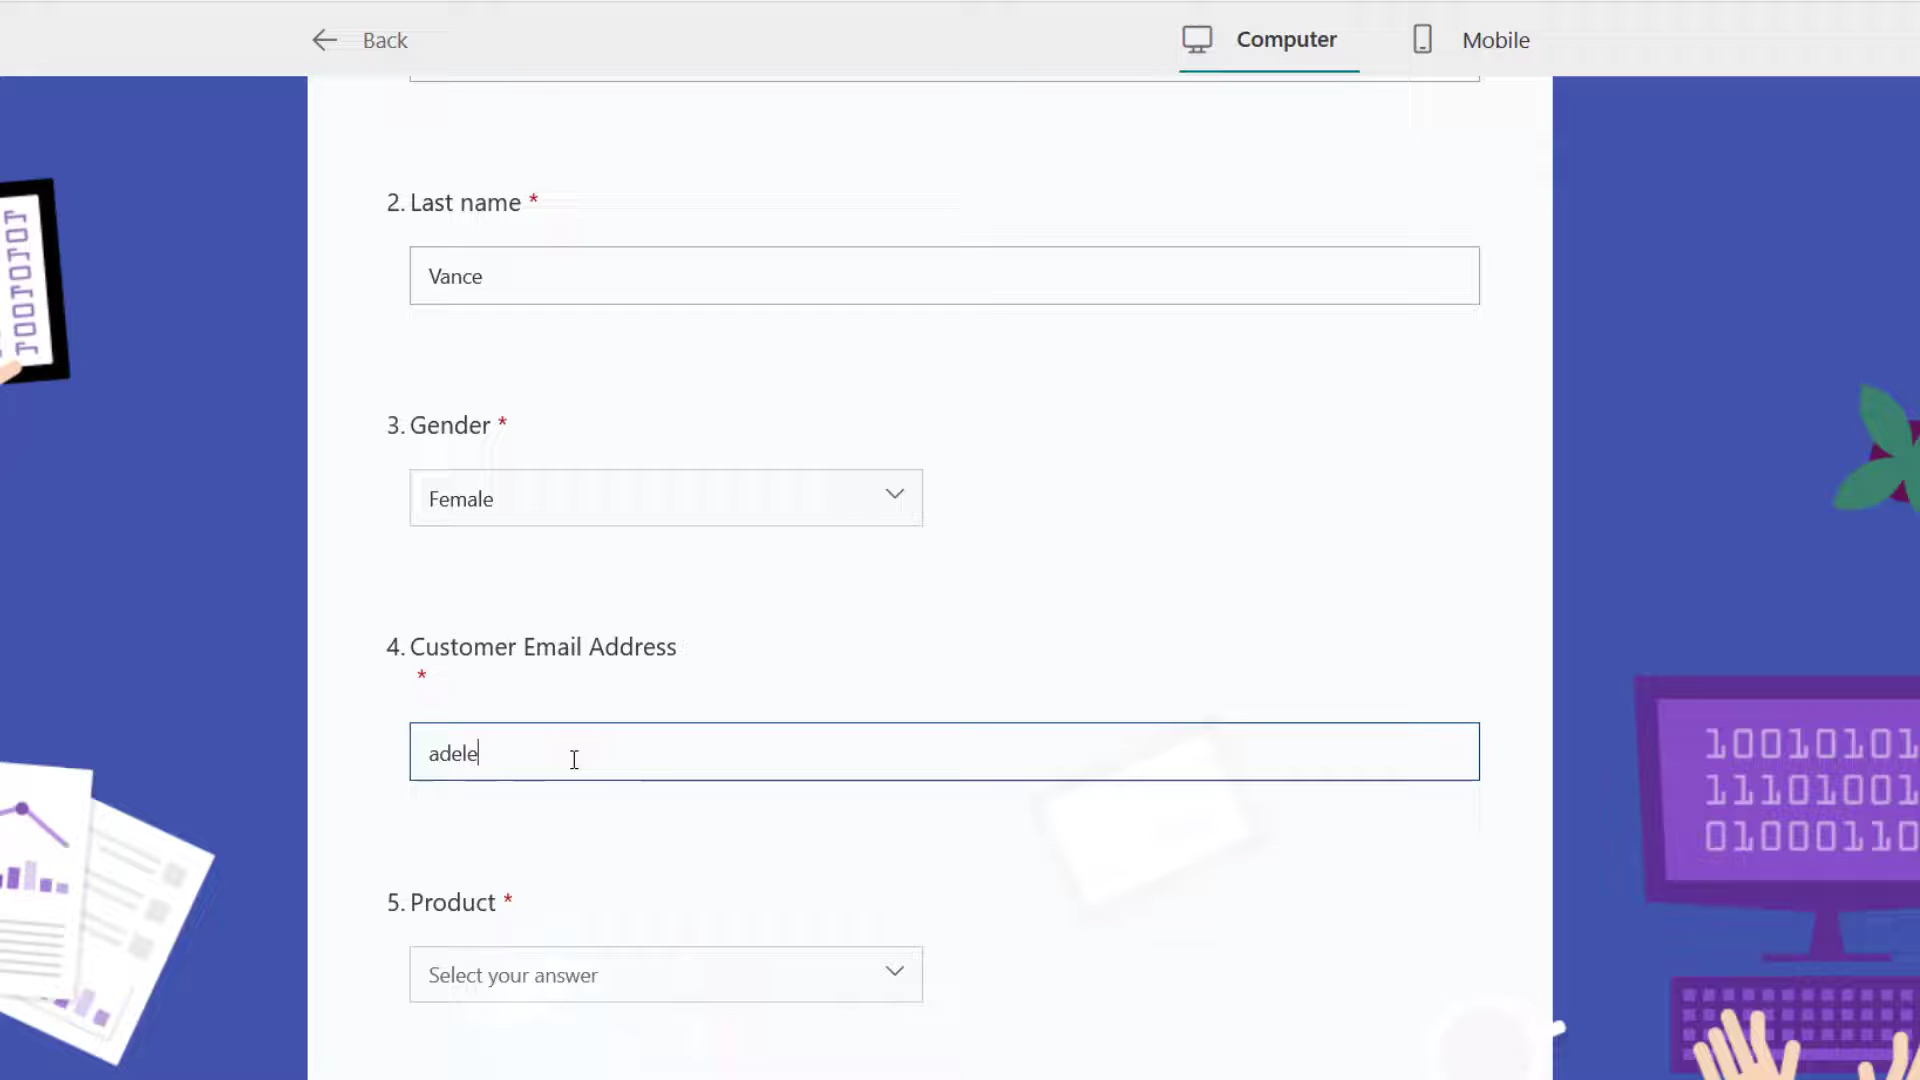 Back
Computer
Mobile
2. Last name *
Vance
3. Gender *
Female
4. Customer Email Address
*
adele
5. Product *
Select your answer
10010101
11101001
01000110